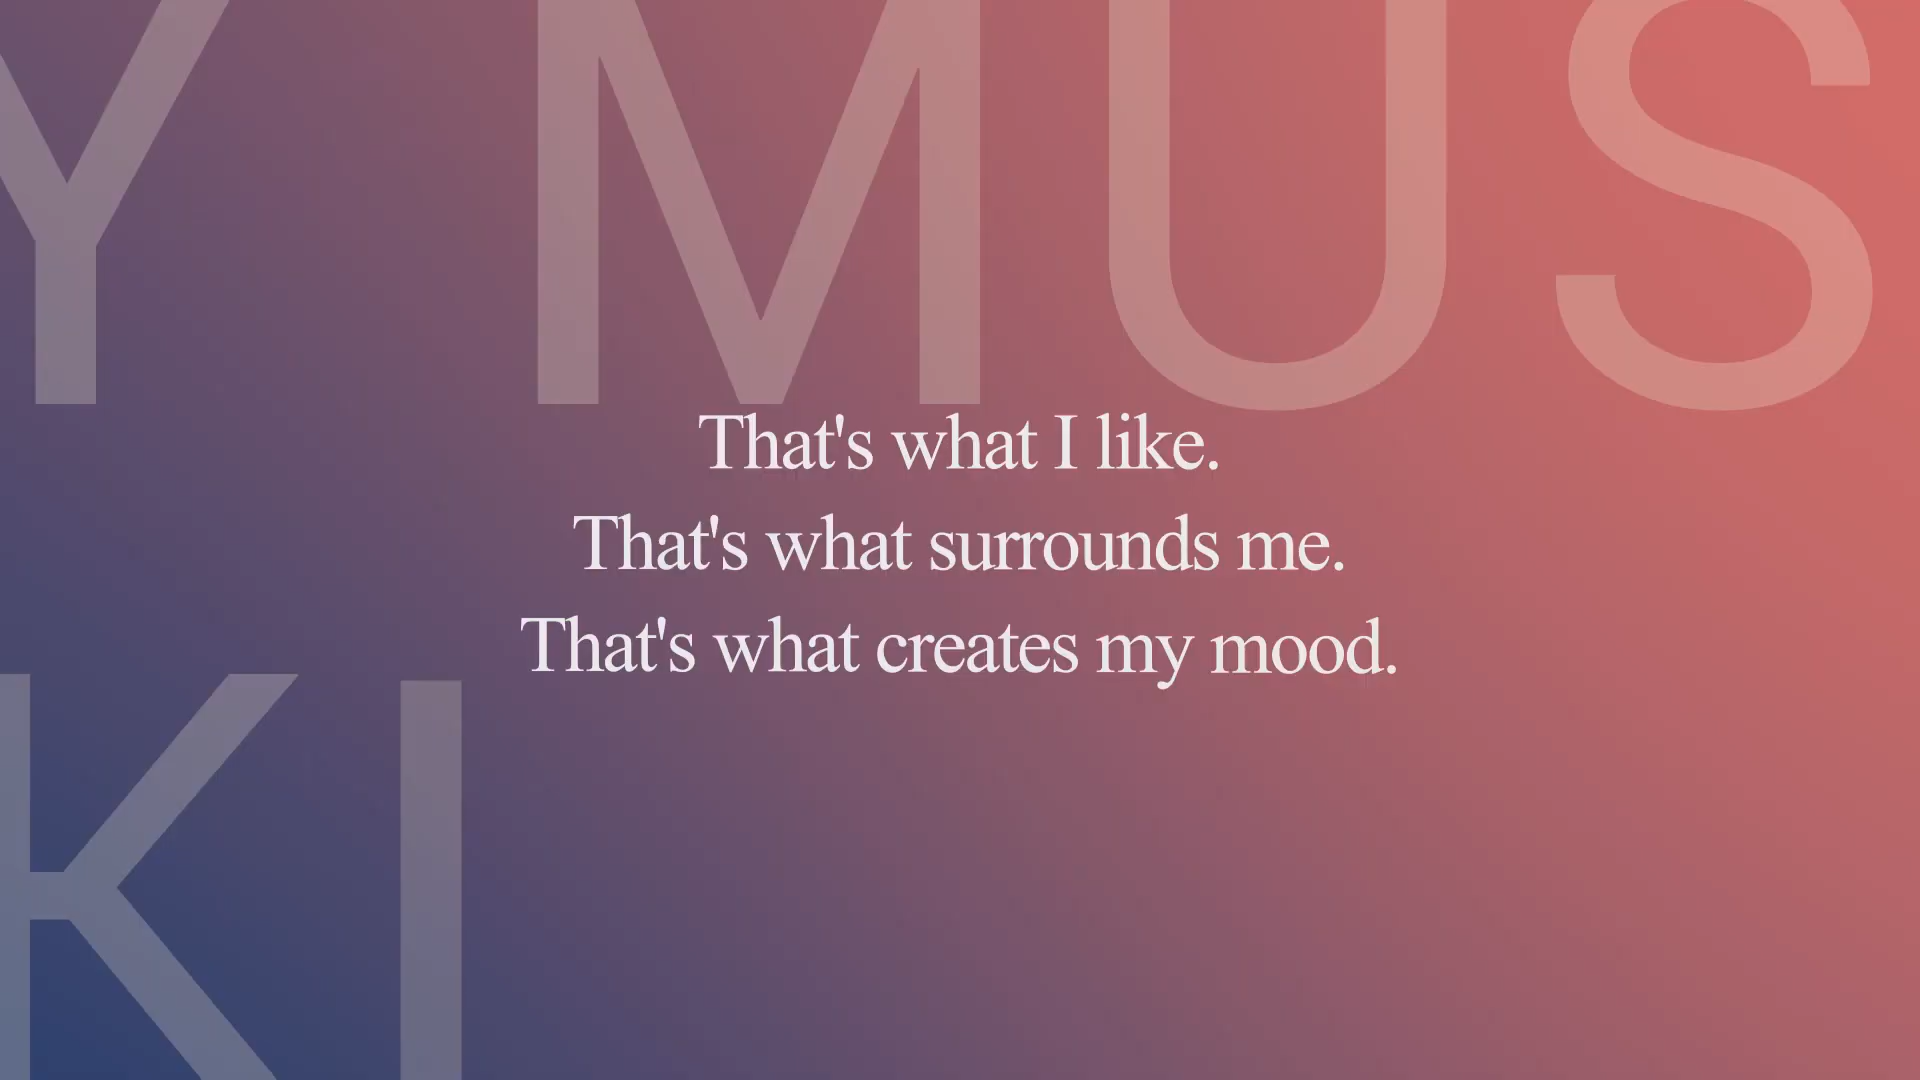 Y MUS
That's what I like.
That's what surrounds me.
That's what creates my mood.
KI